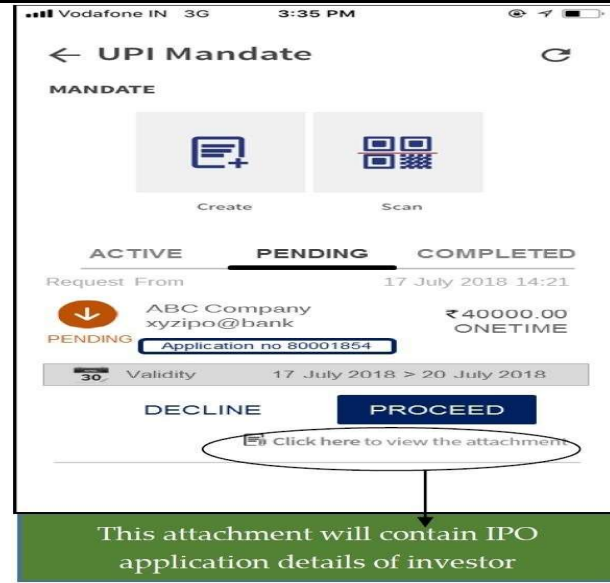 Vodafone IN 3G 3:35 PM
← UPI Mandate
MANDATE
Create Scan
ACTIVE PENDING COMPLETED
Request From 17 July 2018 14:21
ABC Company ₹40000.00
xyzipo@bank ONETIME
PENDING
Application no 80001854
30 Validity 17 July 2018 > 20 July 2018
DECLINE PROCEED
Click here to view the attachment
This attachment will contain IPO
application details of investor